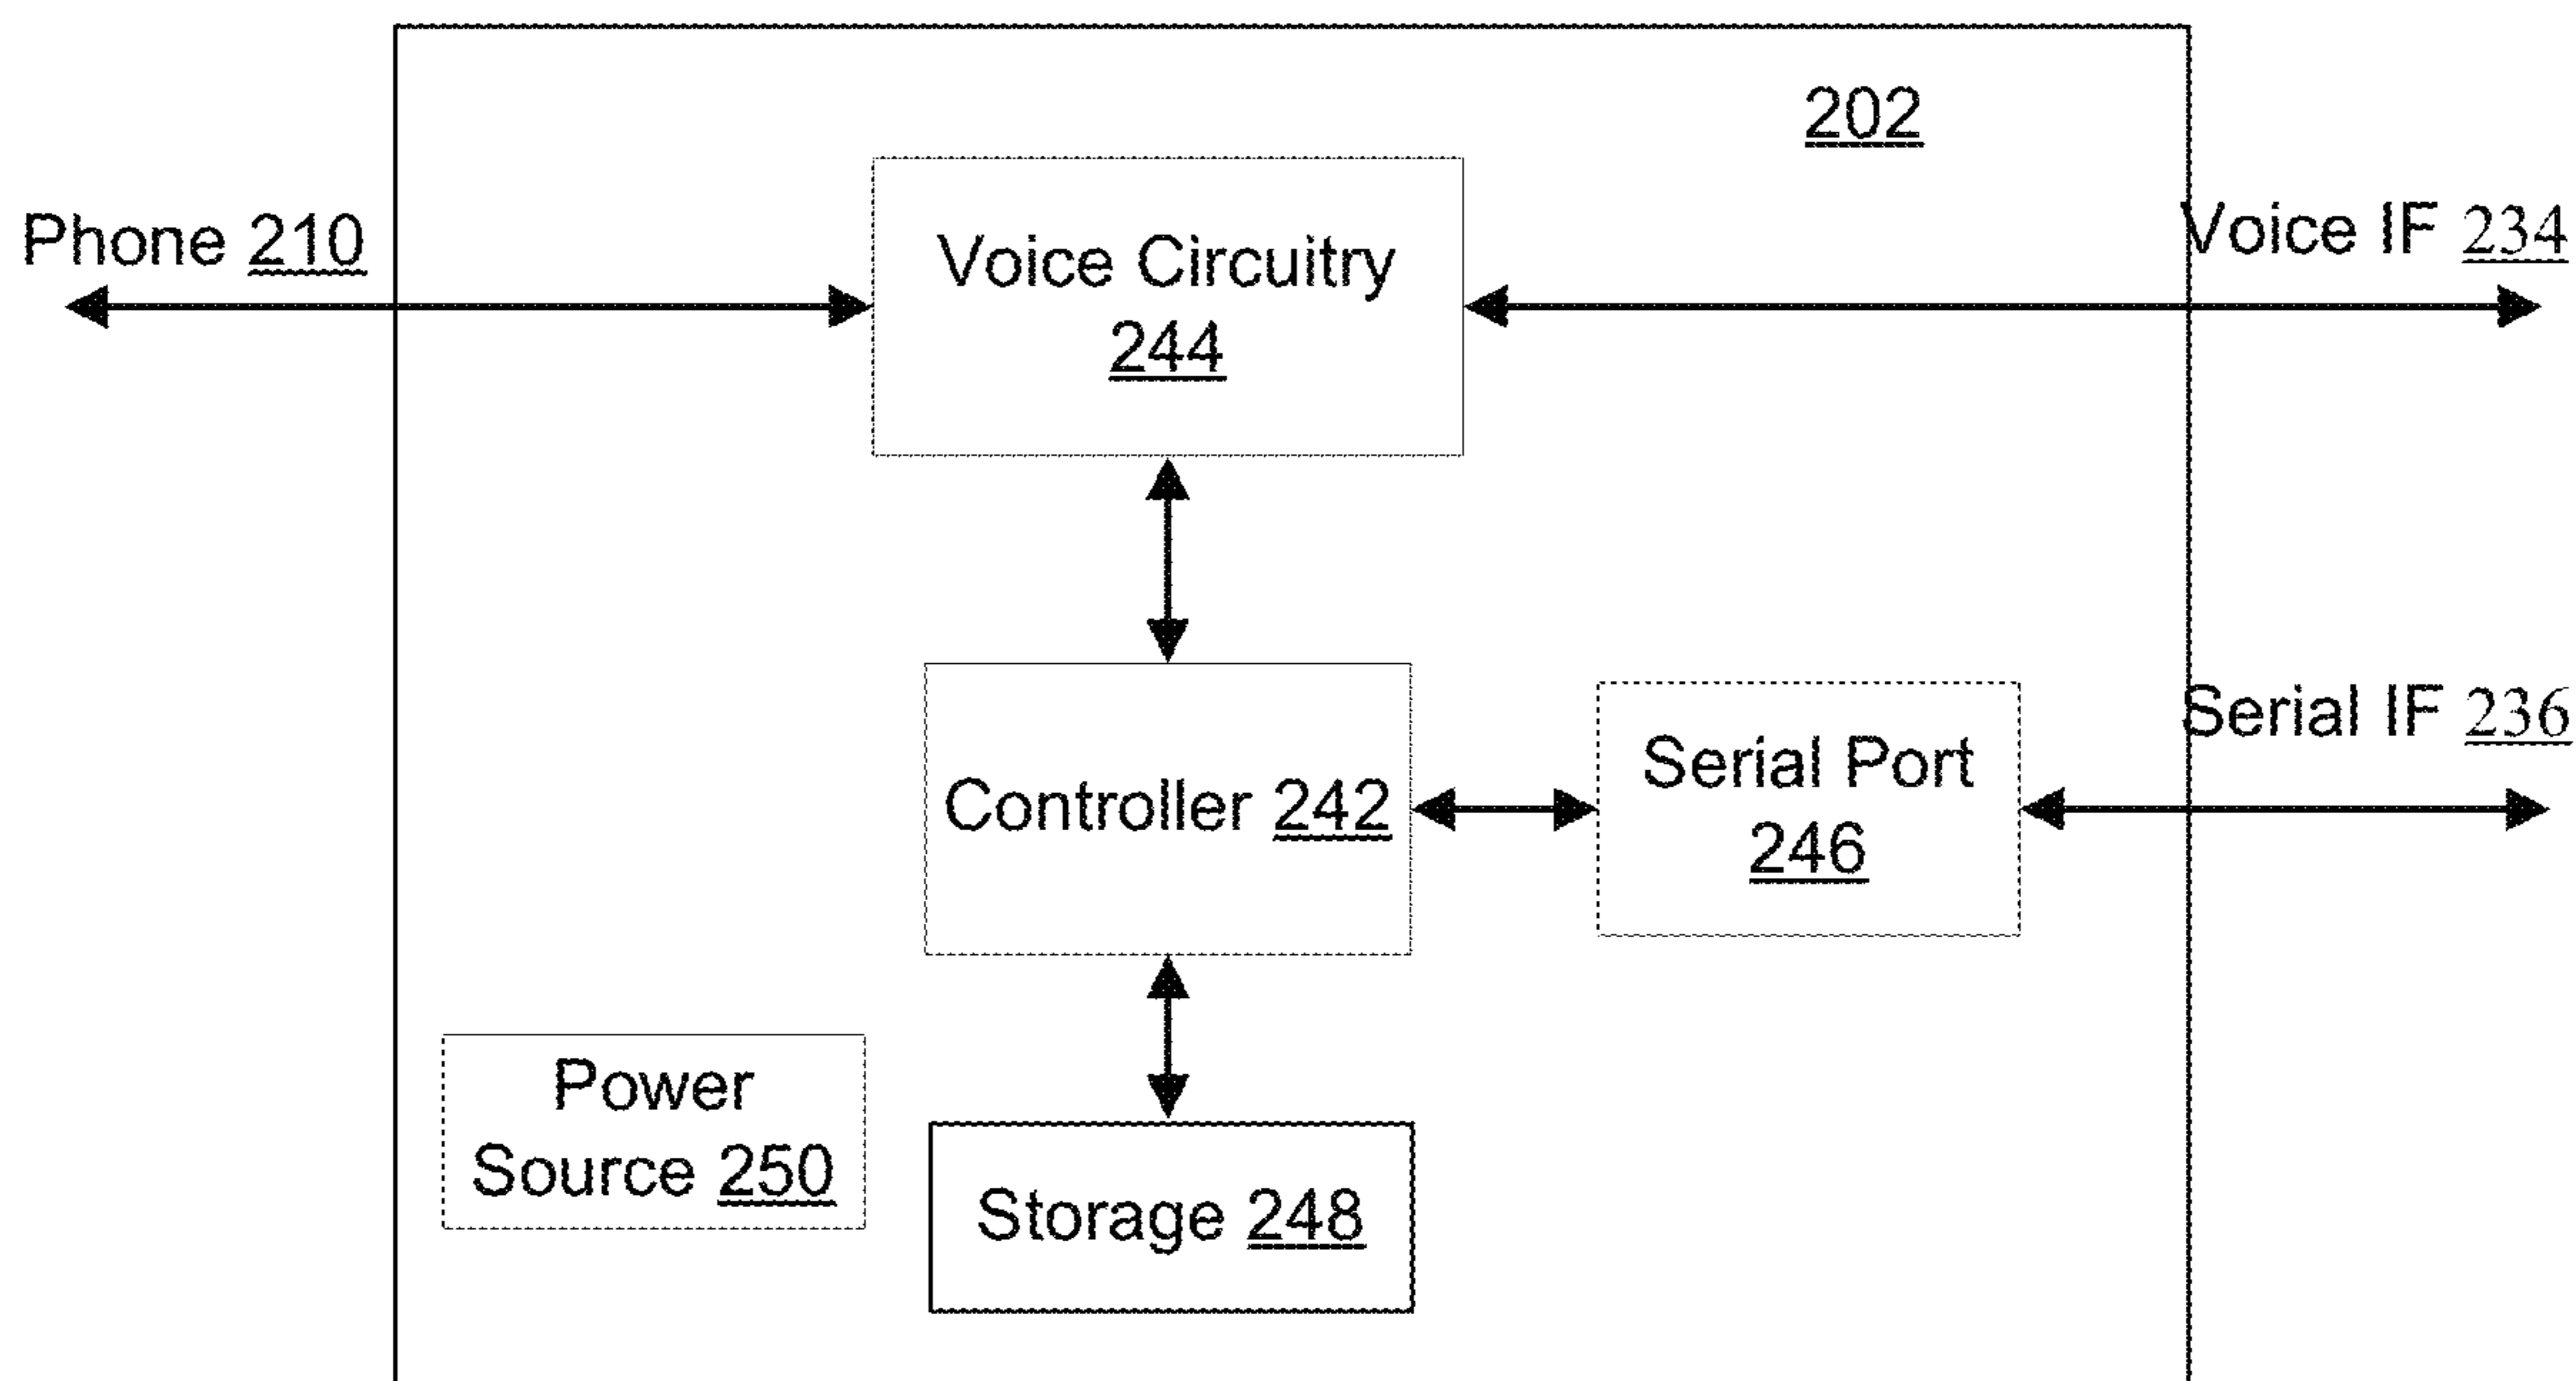 202
Phone 210
Voice IF 234
Voice Circuitry
244
Serial IF 236
Controller 242
Serial Port
246
Power
Source 250
Storage 248